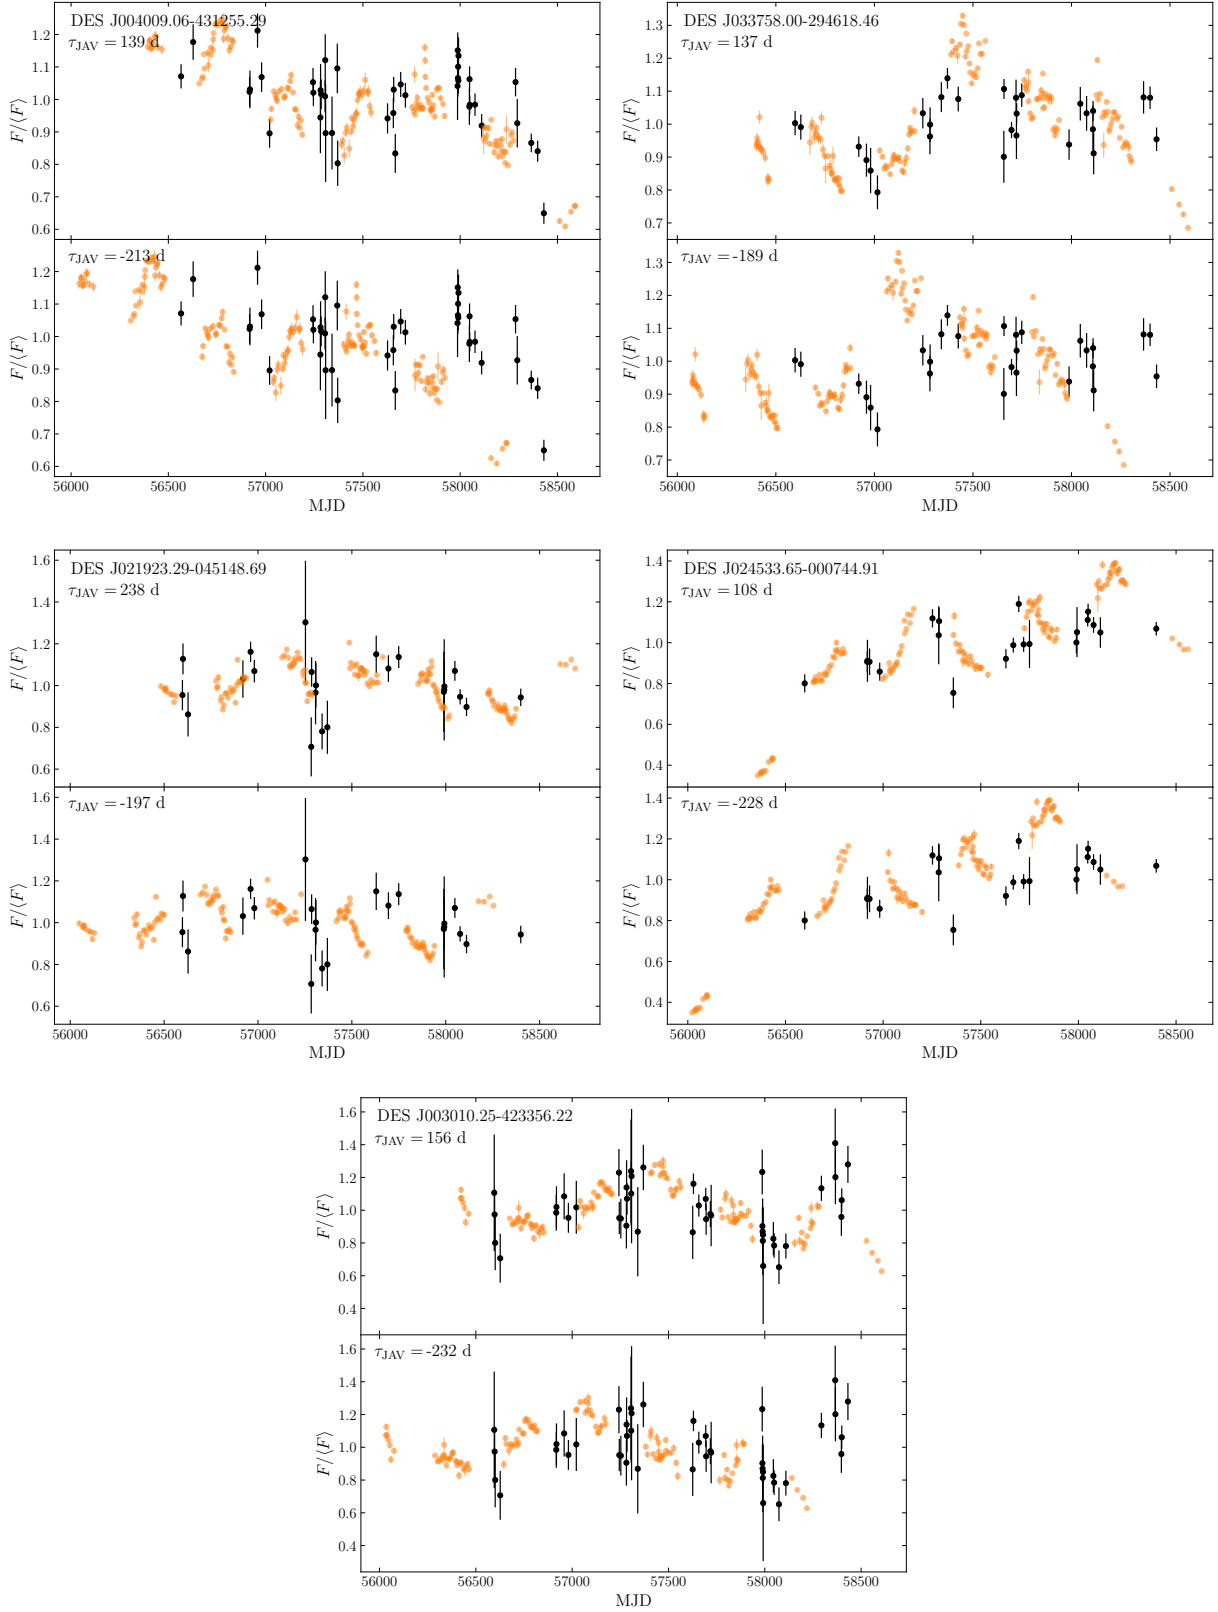 DES J004009.06-431255.29
τJAV = 139 d
1.2
1.1
1.0
0.9
0.8
0.7
0.6
F/⟨F⟩
τJAV = -213 d
1.2
1.1
1.0
0.9
0.8
0.7
0.6
F/⟨F⟩
56000 56500 57000 57500 58000 58500
MJD
DES J033758.00-294618.46
τJAV = 137 d
1.3
1.2
1.1
1.0
0.9
0.8
0.7
F/⟨F⟩
τJAV = -189 d
1.3
1.2
1.1
1.0
0.9
0.8
0.7
F/⟨F⟩
56000 56500 57000 57500 58000 58500
MJD
DES J021923.29-045148.69
τJAV = 238 d
1.6
1.4
1.2
1.0
0.8
0.6
F/⟨F⟩
τJAV = -197 d
1.6
1.4
1.2
1.0
0.8
0.6
F/⟨F⟩
56000 56500 57000 57500 58000 58500
MJD
DES J024533.65-000744.91
τJAV = 108 d
1.4
1.2
1.0
0.8
0.6
0.4
F/⟨F⟩
τJAV = -228 d
1.4
1.2
1.0
0.8
0.6
0.4
F/⟨F⟩
56000 56500 57000 57500 58000 58500
MJD
DES J003010.25-423356.22
τJAV = 156 d
1.6
1.4
1.2
1.0
0.8
0.6
0.4
F/⟨F⟩
τJAV = -232 d
1.6
1.4
1.2
1.0
0.8
0.6
0.4
F/⟨F⟩
56000 56500 57000 57500 58000 58500
MJD